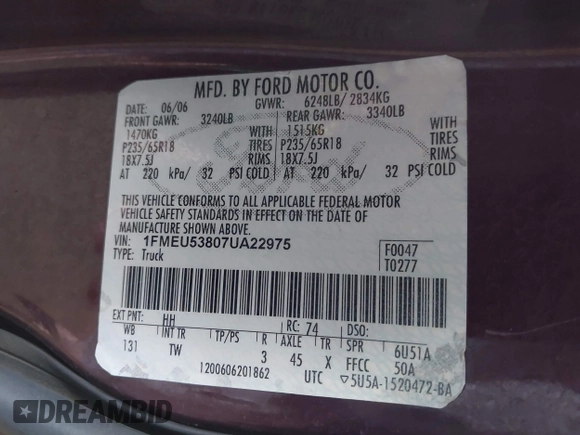 MFD. BY FORD MOTOR CO.
DATE: 06/06 GVWR: 6248LB/ 2834KG
FRONT GAWR: 3240LB REAR GAWR: 3340LB
1470KG WITH 1515KG WITH
P235/65R18 TIRES P235/65R18 TIRES
18X7.5J RIMS 18X7.5J RIMS
AT 220 kPa/ 32 PSI COLD AT 220 kPa/ 32 PSI COLD
THIS VEHICLE CONFORMS TO ALL APPLICABLE FEDERAL MOTOR
VEHICLE SAFETY STANDARDS IN EFFECT ON THE DATE OF
MANUFACTURE SHOWN ABOVE.
VIN: 1FMEU53807UA22975
TYPE: Truck
F0047
T0277
EXT PNT: HH RC: 74 DSO:
WB INT TR TP/PS R AXLE TR SPR 6U51A
131 TW 3 45 X FFCC 50A
1200606201862 UTC ▽5U5A-1520472-BA
DREAMBID